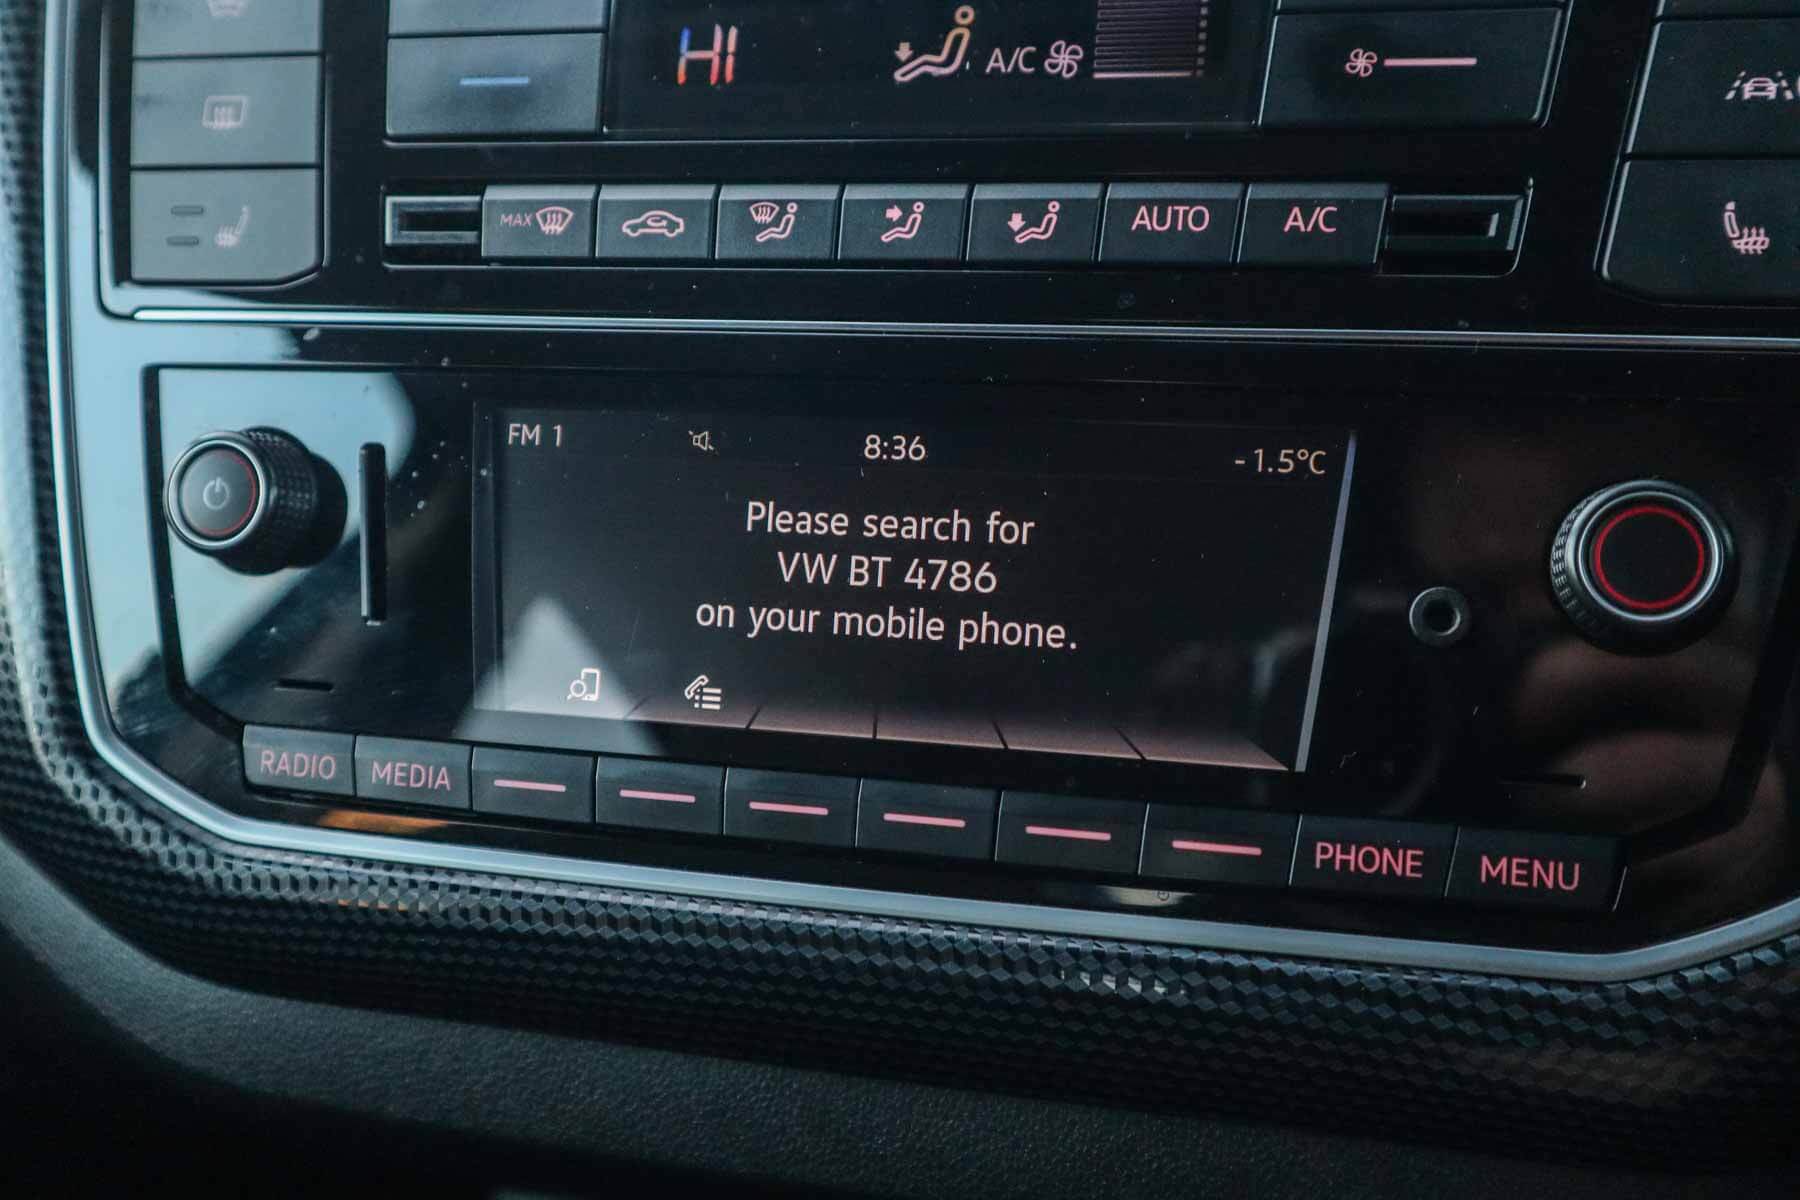 HI A/C
MAX AUTO A/C
FM 1 8:36 -1.5°C
Please search for
VW BT 4786
on your mobile phone.
RADIO MEDIA PHONE MENU